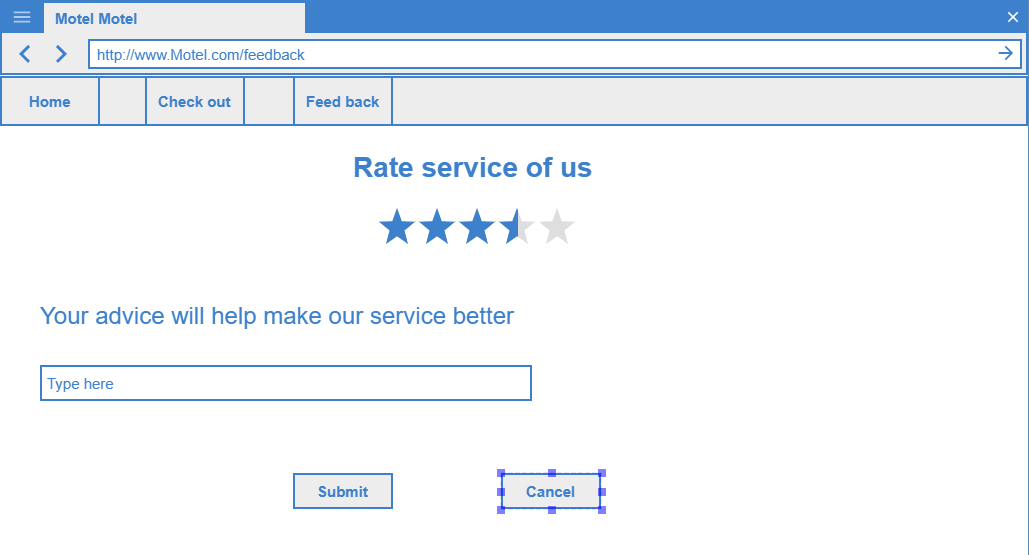 Motel Motel
http://www.Motel.com/feedback
Home Check out Feed back
Rate service of us
Your advice will help make our service better
Type here
Submit Cancel